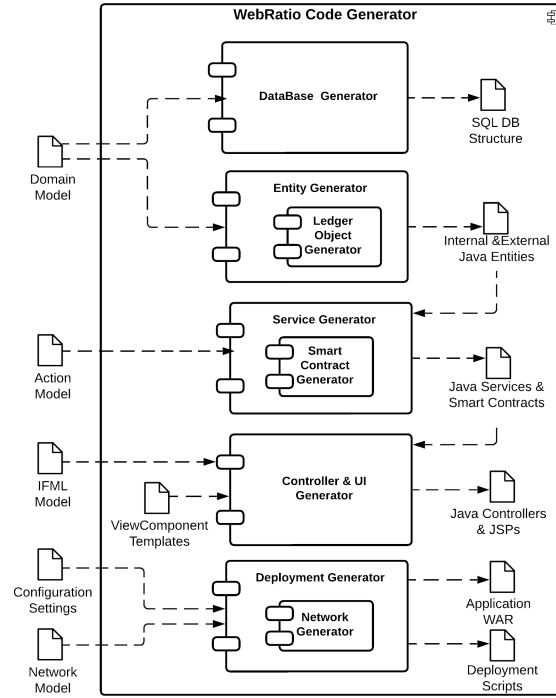 WebRatio Code Generator
DataBase Generator
SQL DB
Structure
Domain
Model
Entity Generator
Ledger
Object
Generator
Internal &External
Java Entities
Service Generator
Smart
Contract
Generator
Action
Model
Java Services &
Smart Contracts
Controller & UI
Generator
IFML
Model
ViewComponent
Templates
Java Controllers
& JSPs
Deployment Generator
Network
Generator
Configuration
Settings
Application
WAR
Network
Model
Deployment
Scripts